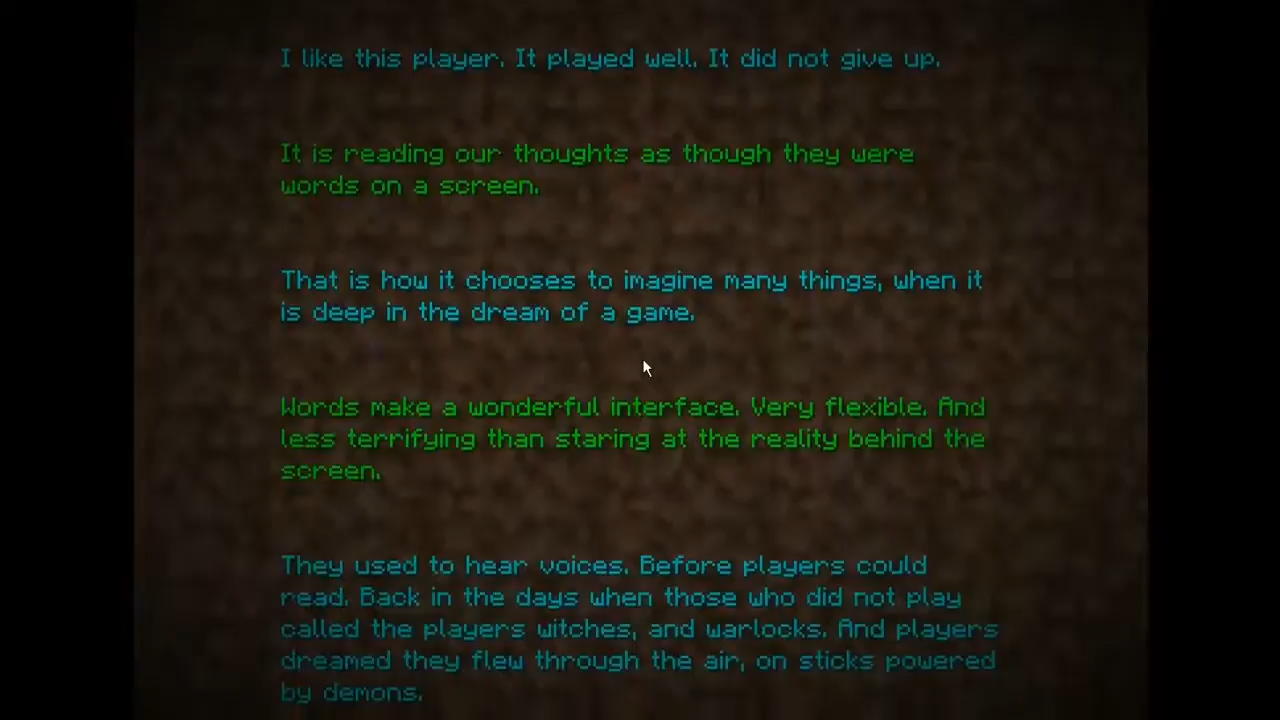 I like this player. It played well. It did not give up.
It is reading our thoughts as though they were
words on a screen.
That is how it chooses to imagine many things, when it
is deep in the dream of a game.
Words make a wonderful interface. Very flexible. And
less terrifying than staring at the reality behind the
screen.
They used to hear voices. Before players could
read. Back in the days when those who did not play
called the players witches, and warlocks. And players
dreamed they flew through the air, on sticks powered
by demons.